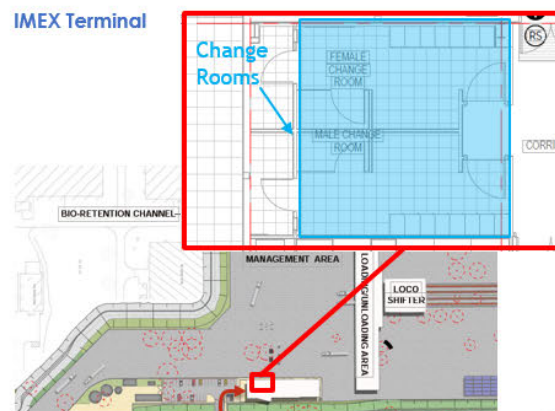 IMEX Terminal
Change
Rooms
FEMALE
CHANGE
ROOM
MALE CHANGE
ROOM
RS
CORRI
BIO-RETENTION CHANNEL
MANAGEMENT AREA
LOADING/UNLOADING AREA
LOCO
SHIFTER